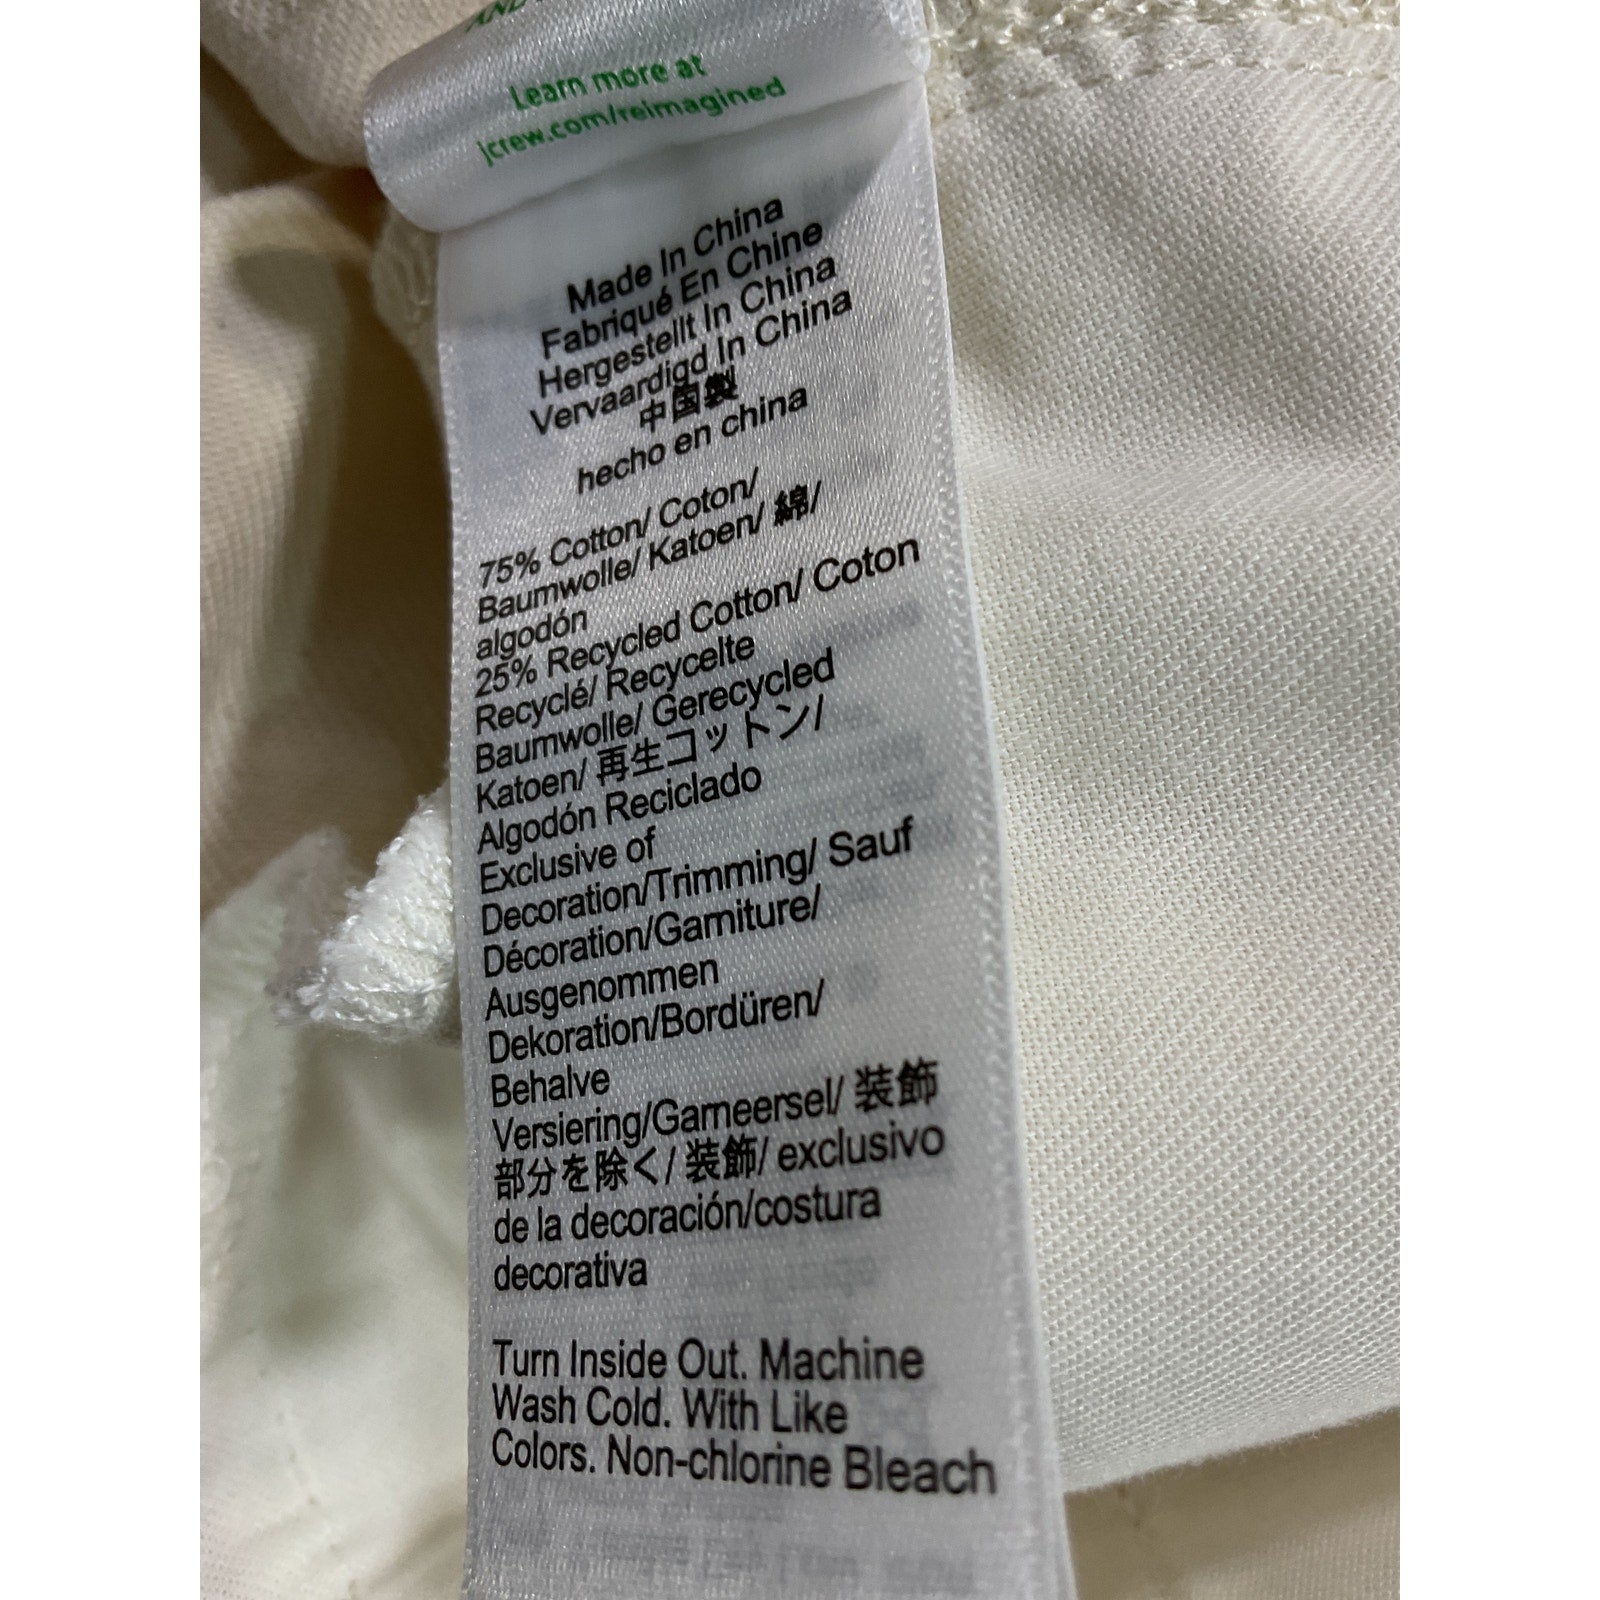 Learn more at
jcrew.com/reimagined
Made In China
Fabriqué En Chine
Hergestellt In China
Vervaardigd In China
中国製
hecho en china
75% Cotton/ Coton/
Baumwolle/ Katoen/ 綿/
algodón
25% Recycled Cotton/ Coton
Recyclé/ Recycelte
Baumwolle/ Gerecycled
Katoen/ 再生コットン/
Algodón Reciclado
Exclusive of
Decoration/Trimming/ Sauf
Décoration/Garniture/
Ausgenommen
Dekoration/Bordüren/
Behalve
Versiering/Garneersel/ 装飾
部分を除く/ 装飾/ exclusivo
de la decoración/costura
decorativa
Turn Inside Out. Machine
Wash Cold. With Like
Colors. Non-chlorine Bleach